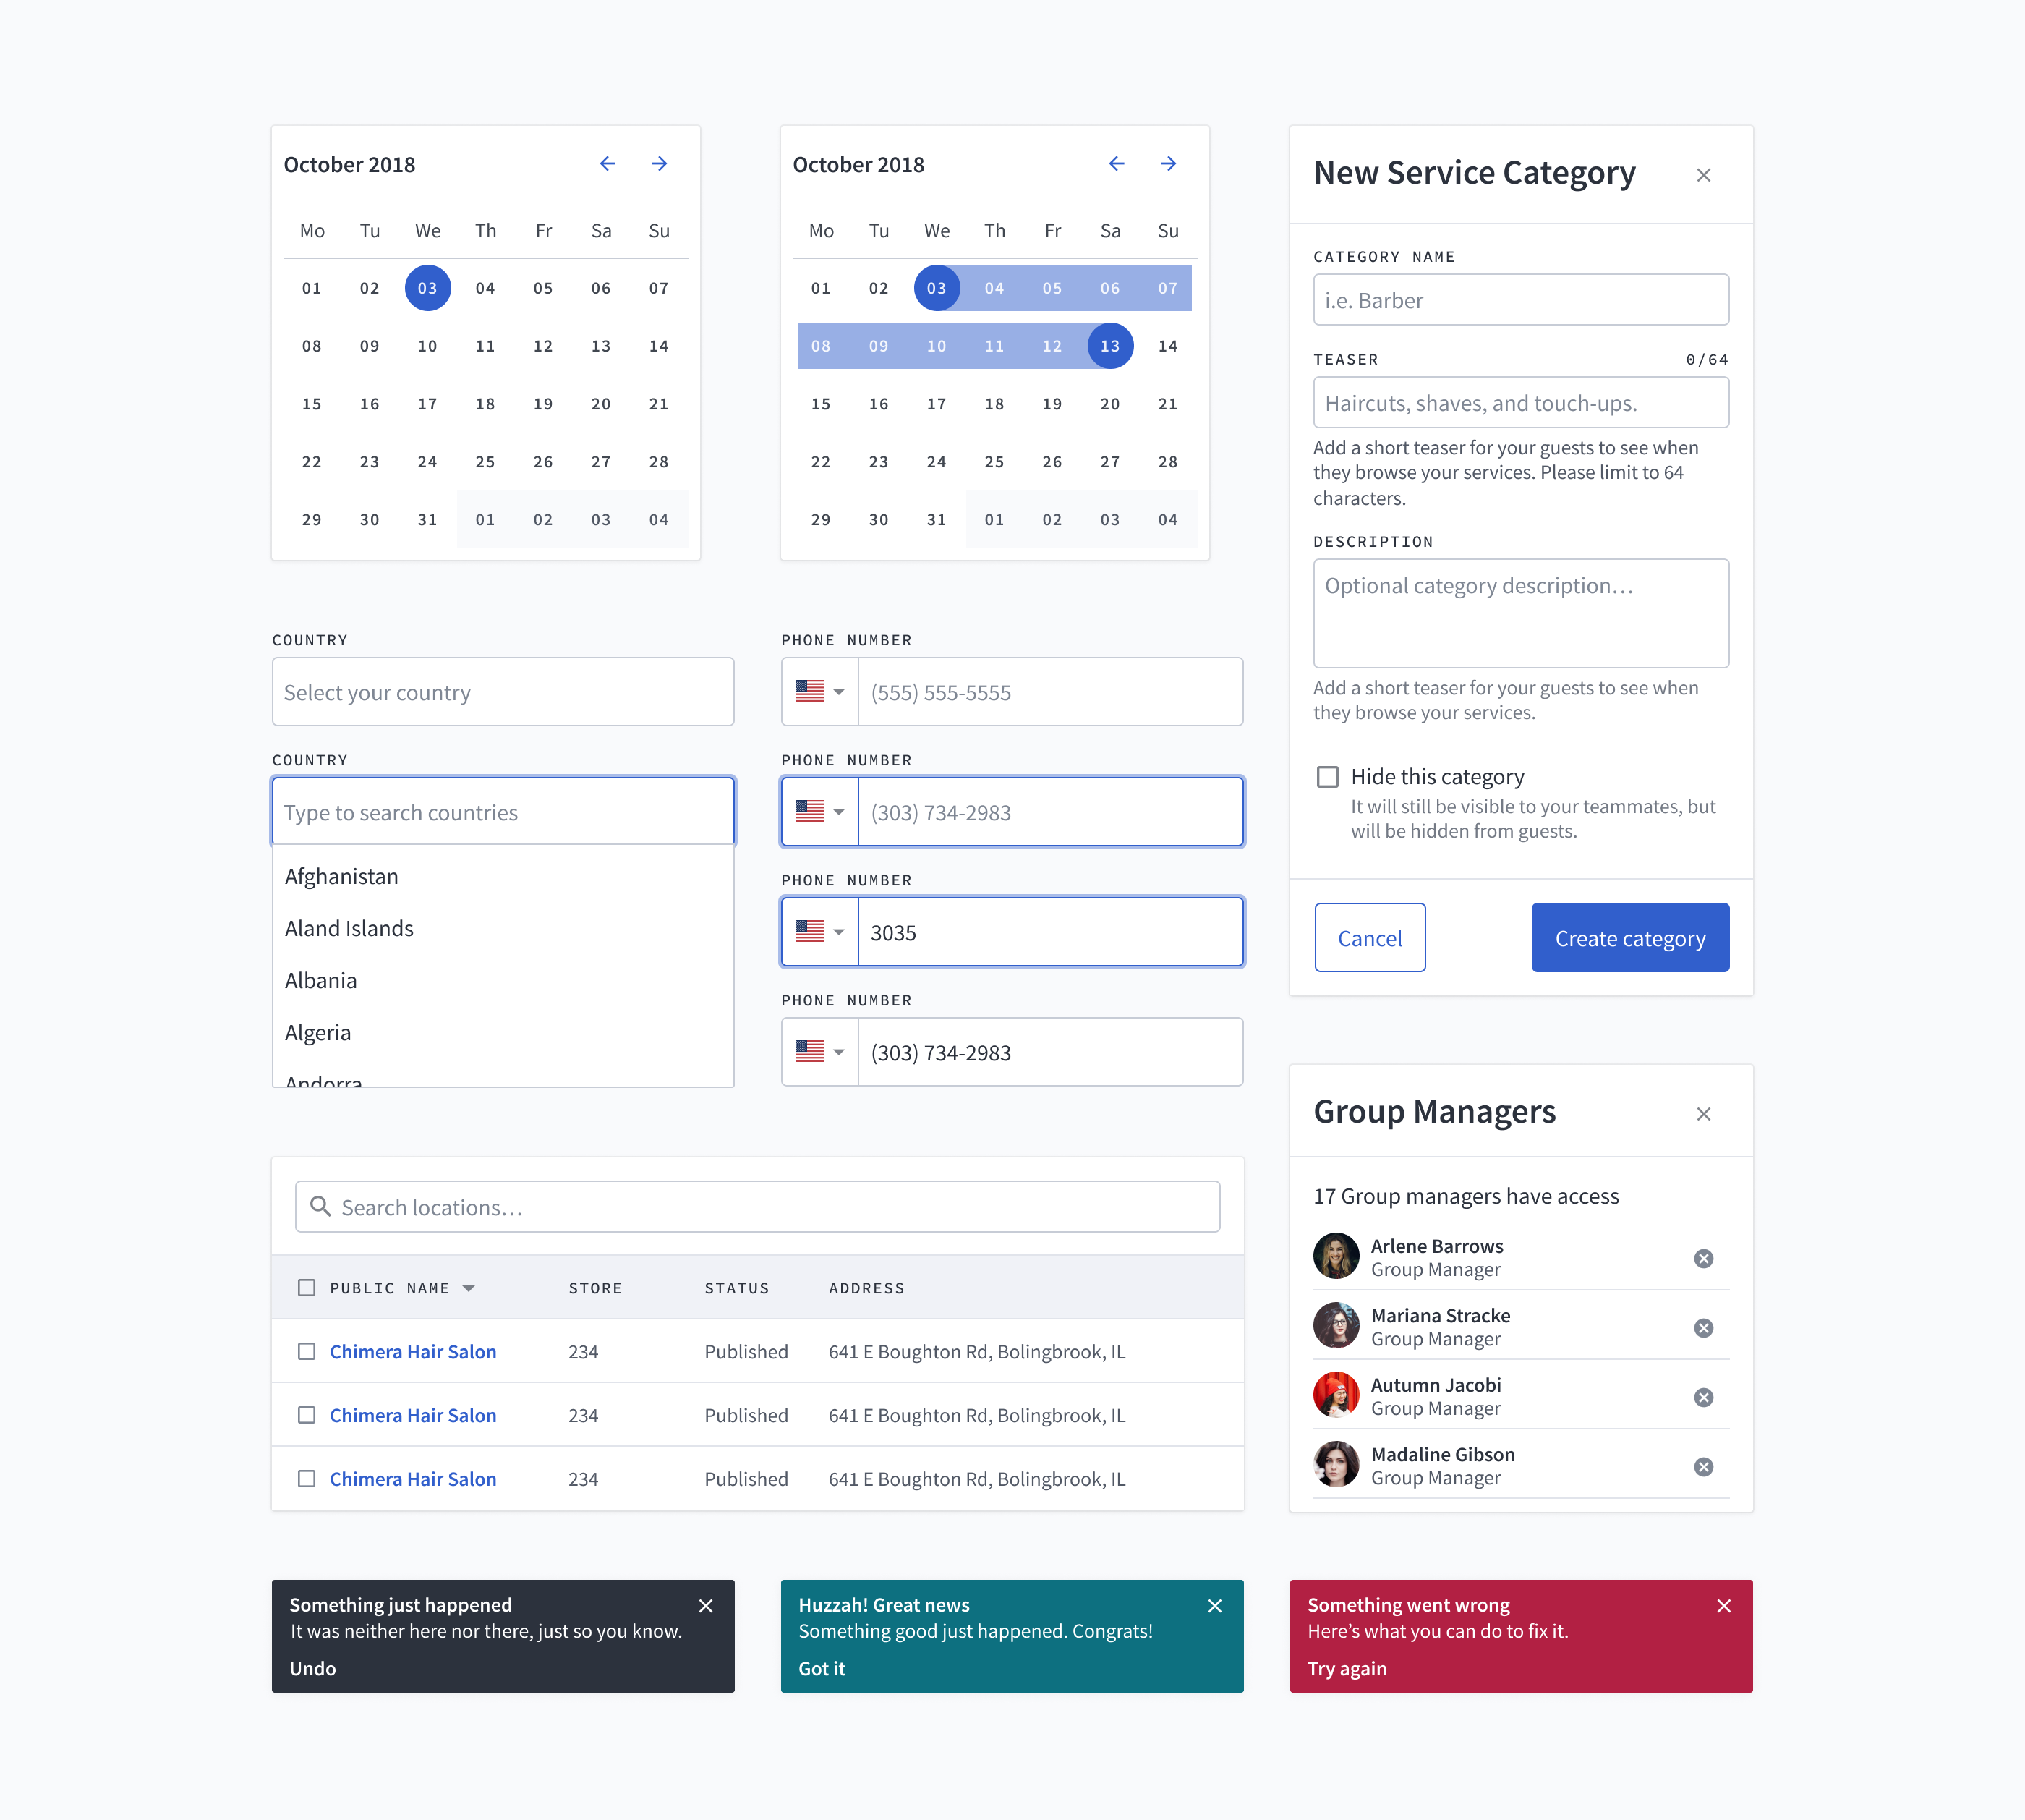 October 2018
Mo Tu We Th Fr Sa Su
01 02 03 04 05 06 07
08 09 10 11 12 13 14
15 16 17 18 19 20 21
22 23 24 25 26 27 28
29 30 31 01 02 03 04
October 2018
Mo Tu We Th Fr Sa Su
01 02 03 04 05 06 07
08 09 10 11 12 13 14
15 16 17 18 19 20 21
22 23 24 25 26 27 28
29 30 31 01 02 03 04
New Service Category
CATEGORY NAME
i.e. Barber
TEASER 0/64
Haircuts, shaves, and touch-ups.
Add a short teaser for your guests to see when
they browse your services. Please limit to 64
characters.
DESCRIPTION
Optional category description…
Add a short teaser for your guests to see when
they browse your services.
Hide this category
It will still be visible to your teammates, but
will be hidden from guests.
Cancel Create category
COUNTRY
Select your country
COUNTRY
Type to search countries
Afghanistan
Aland Islands
Albania
Algeria
Andorra
PHONE NUMBER
(555) 555-5555
PHONE NUMBER
(303) 734-2983
PHONE NUMBER
3035
PHONE NUMBER
(303) 734-2983
Group Managers
17 Group managers have access
Arlene Barrows
Group Manager
Mariana Stracke
Group Manager
Autumn Jacobi
Group Manager
Madaline Gibson
Group Manager
Search locations…
PUBLIC NAME STORE STATUS ADDRESS
Chimera Hair Salon 234 Published 641 E Boughton Rd, Bolingbrook, IL
Chimera Hair Salon 234 Published 641 E Boughton Rd, Bolingbrook, IL
Chimera Hair Salon 234 Published 641 E Boughton Rd, Bolingbrook, IL
Something just happened
It was neither here nor there, just so you know.
Undo
Huzzah! Great news
Something good just happened. Congrats!
Got it
Something went wrong
Here’s what you can do to fix it.
Try again